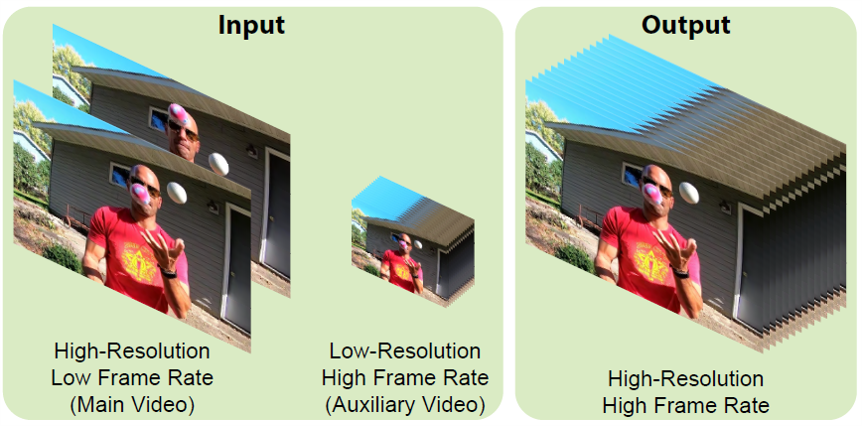 Input
High-Resolution
Low Frame Rate
(Main Video)
Low-Resolution
High Frame Rate
(Auxiliary Video)
Output
High-Resolution
High Frame Rate